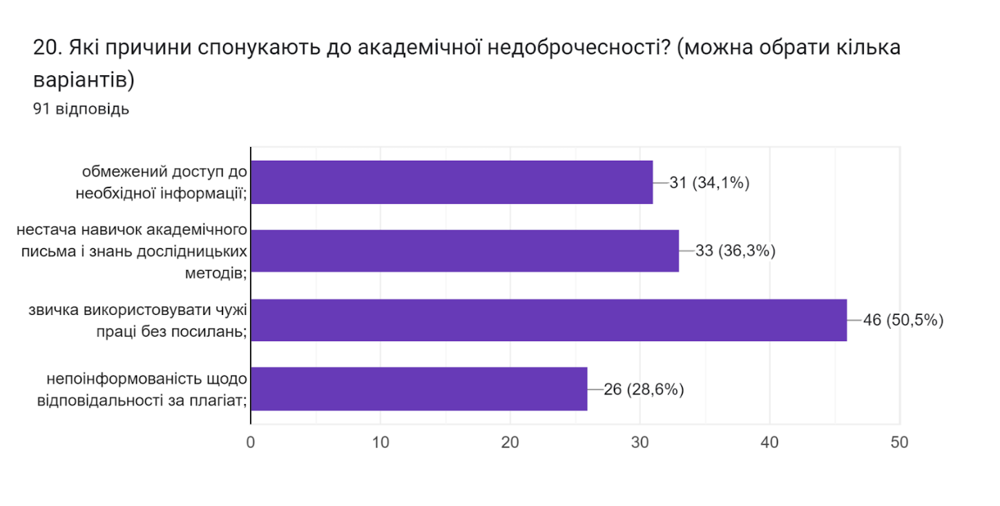 20. Які причини спонукають до академічної недоброчесності? (можна обрати кілька
варіантів)
91 відповідь
обмежений доступ до
необхідної інформації;
31 (34,1%)
нестача навичок академічного
письма і знань дослідницьких
методів;
33 (36,3%)
звичка використовувати чужі
праці без посилань;
46 (50,5%)
непоінформованість щодо
відповідальності за плагіат;
26 (28,6%)
0 10 20 30 40 50